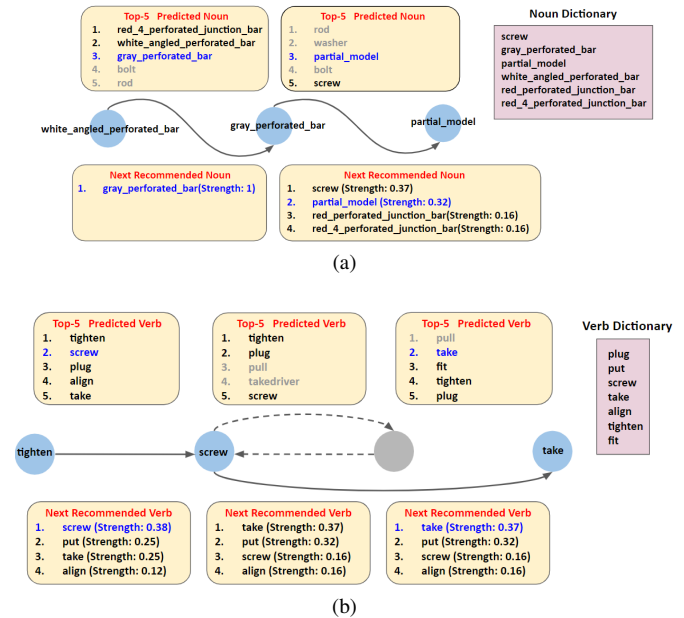 Top-5 Predicted Noun
1. red_4_perforated_junction_bar
2. white_angled_perforated_bar
3. gray_perforated_bar
4. bolt
5. rod
Top-5 Predicted Noun
1. rod
2. washer
3. partial_model
4. bolt
5. screw
Noun Dictionary
screw
gray_perforated_bar
partial_model
white_angled_perforated_bar
red_perforated_junction_bar
red_4_perforated_junction_bar
white_angled_perforated_bar
gray_perforated_bar
partial_model
Next Recommended Noun
1. gray_perforated_bar(Strength: 1)
Next Recommended Noun
1. screw (Strength: 0.37)
2. partial_model (Strength: 0.32)
3. red_perforated_junction_bar(Strength: 0.16)
4. red_4_perforated_junction_bar(Strength: 0.16)
(a)
Top-5 Predicted Verb
1. tighten
2. screw
3. plug
4. align
5. take
Top-5 Predicted Verb
1. tighten
2. plug
3. pull
4. takedriver
5. screw
Top-5 Predicted Verb
1. pull
2. take
3. fit
4. tighten
5. plug
Verb Dictionary
plug
put
screw
take
align
tighten
fit
tighten
screw
take
Next Recommended Verb
1. screw (Strength: 0.38)
2. put (Strength: 0.25)
3. take (Strength: 0.25)
4. align (Strength: 0.12)
Next Recommended Verb
1. take (Strength: 0.37)
2. put (Strength: 0.32)
3. screw (Strength: 0.16)
4. align (Strength: 0.16)
Next Recommended Verb
1. take (Strength: 0.37)
2. put (Strength: 0.32)
3. screw (Strength: 0.16)
4. align (Strength: 0.16)
(b)